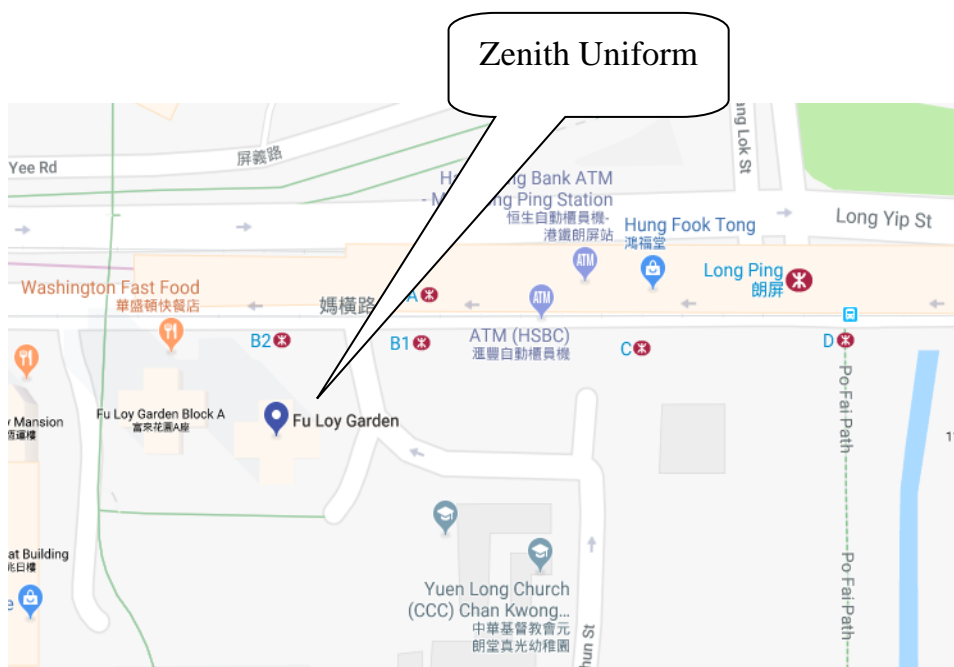 Zenith Uniform
Yee Rd
屏義路
Lok St
Bank ATM
Ping Station
恒生自動櫃員機-
港鐵朗屏站
Hung Fook Tong
鴻福堂
Long Yip St
Long Ping
朗屏
Washington Fast Food
華盛頓快餐店
媽橫路
A
ATM
ATM
B2
B1
ATM (HSBC)
滙豐自動櫃員機
C
D
Mansion
Fu Loy Garden Block A
富來花園A座
Fu Loy Garden
Po Fai Path
at Building
兆日樓
Yuen Long Church
(CCC) Chan Kwong...
中華基督教會元
朗堂真光幼稚園
Po Fai Path